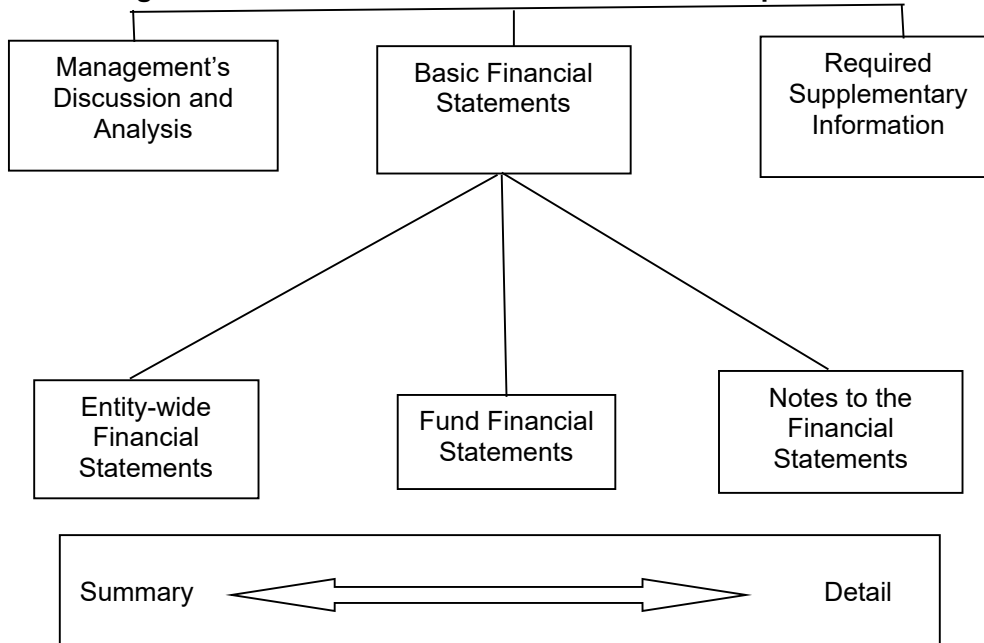 Management's
Discussion and
Analysis
Basic Financial
Statements
Required
Supplementary
Information
Entity-wide
Financial
Statements
Fund Financial
Statements
Notes to the
Financial
Statements
Summary
Detail